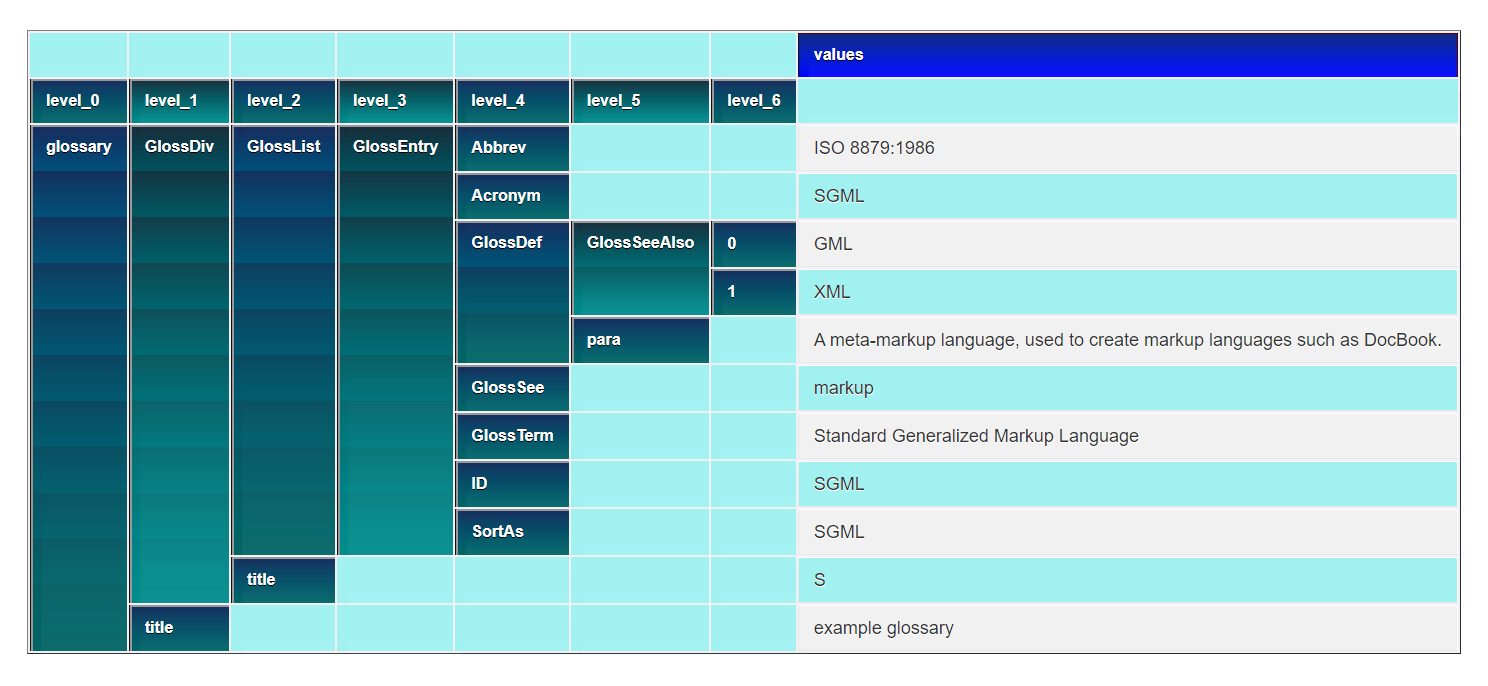 values
level_0 level_1 level_2 level_3 level_4 level_5 level_6
glossary GlossDiv GlossList GlossEntry Abbrev ISO 8879:1986
Acronym SGML
GlossDef GlossSeeAlso 0 GML
1 XML
para A meta-markup language, used to create markup languages such as DocBook.
GlossSee markup
GlossTerm Standard Generalized Markup Language
ID SGML
SortAs SGML
title S
title example glossary